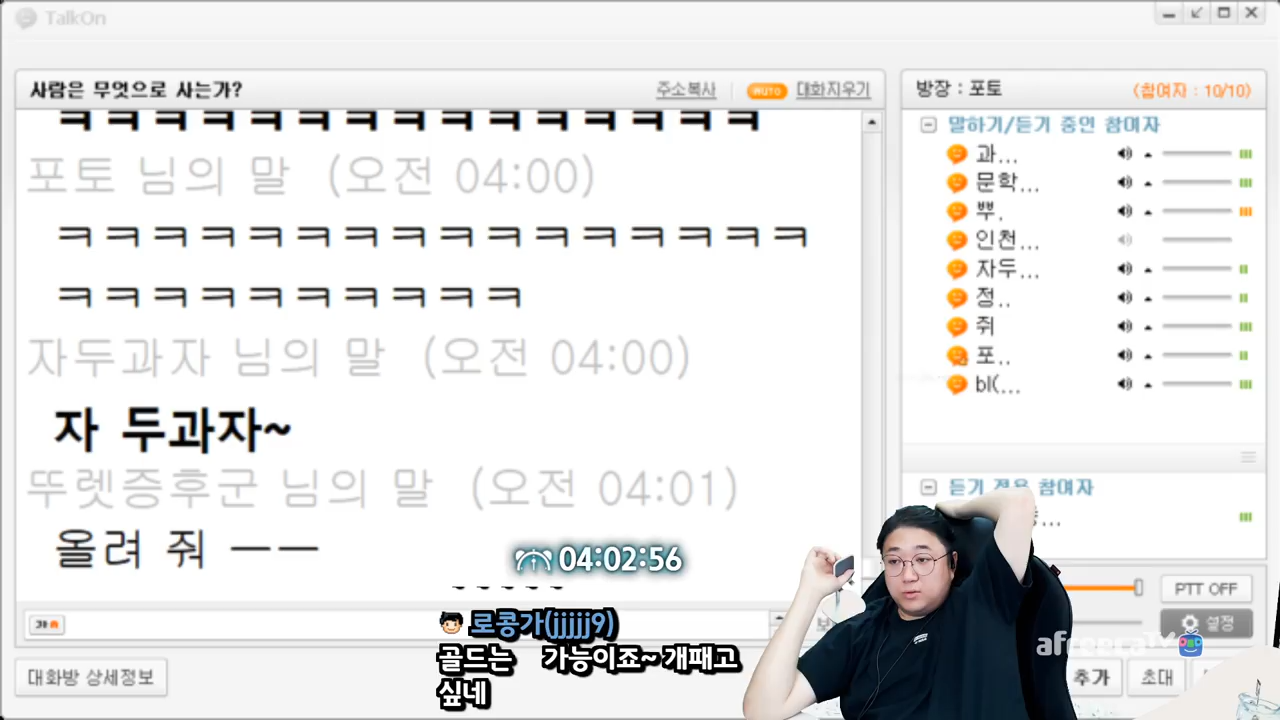 TalkOn
사람은 무엇으로 사는가?
주소복사
AUTO
대화지우기
ㅋㅋㅋㅋㅋㅋㅋㅋㅋㅋㅋㅋㅋㅋㅋ
포토 님의 말 (오전 04:00)
ㅋㅋㅋㅋㅋㅋㅋㅋㅋㅋㅋㅋㅋㅋㅋㅋ
ㅋㅋㅋㅋㅋㅋㅋㅋㅋㅋ
자두과자 님의 말 (오전 04:00)
자 두과자~
뚜렛증후군 님의 말 (오전 04:01)
올려 줘 ㅡㅡ
대화방 상세정보
방장 : 포토
(참여자 : 10/10)
말하기/듣기 중인 참여자
과...
문학...
뿌.
인천...
자두...
정..
쥐
포..
bl(...
듣기 전용 참여자
PTT OFF
설정
추가
초대
04:02:56
로콩가(jjjjj9)
골드는 가능이죠~개패고
싶네
afreecaTV